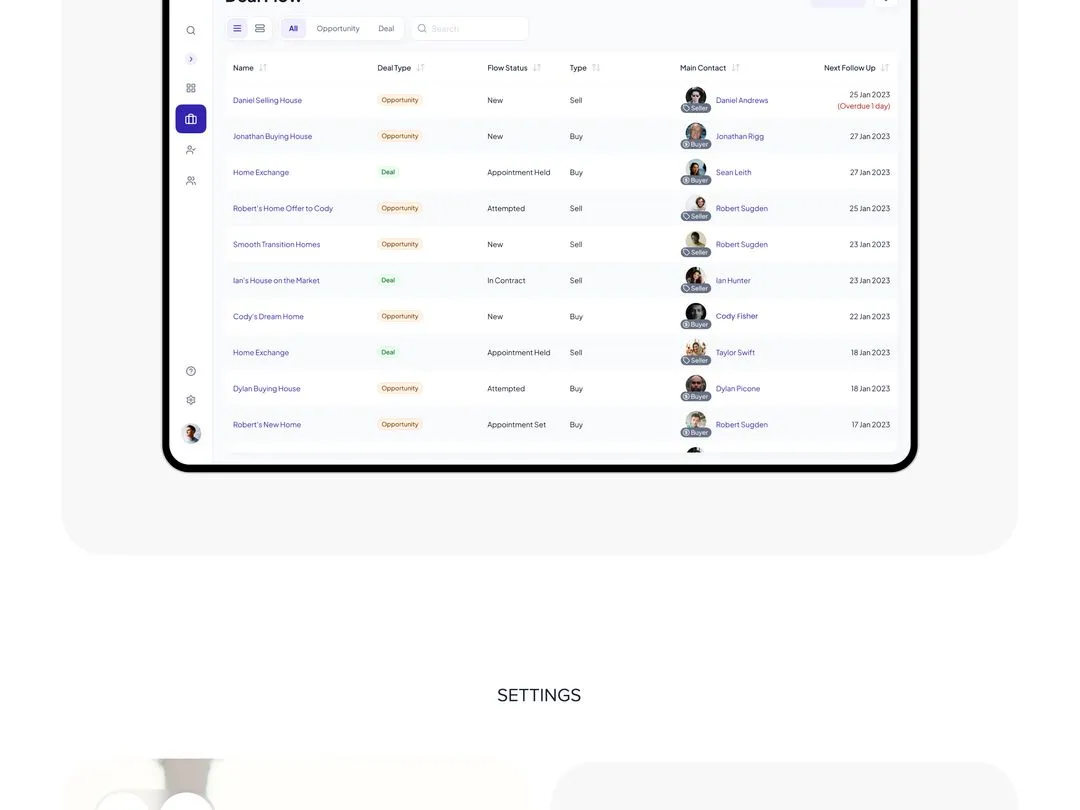 Deal Flow
All Opportunity Deal Search
Name Deal Type Flow Status Type Main Contact Next Follow Up
Daniel Selling House Opportunity New Sell Seller Daniel Andrews 25 Jan 2023
(Overdue 1 day)
Jonathan Buying House Opportunity New Buy Buyer Jonathan Rigg 27 Jan 2023
Home Exchange Deal Appointment Held Buy Buyer Sean Leith 27 Jan 2023
Robert's Home Offer to Cody Opportunity Attempted Sell Seller Robert Sugden 25 Jan 2023
Smooth Transition Homes Opportunity New Sell Seller Robert Sugden 23 Jan 2023
Ian's House on the Market Deal In Contract Sell Seller Ian Hunter 23 Jan 2023
Cody's Dream Home Opportunity New Buy Buyer Cody Fisher 22 Jan 2023
Home Exchange Deal Appointment Held Sell Seller Taylor Swift 18 Jan 2023
Dylan Buying House Opportunity Attempted Buy Buyer Dylan Picone 18 Jan 2023
Robert's New Home Opportunity Appointment Set Buy Buyer Robert Sugden 17 Jan 2023
SETTINGS